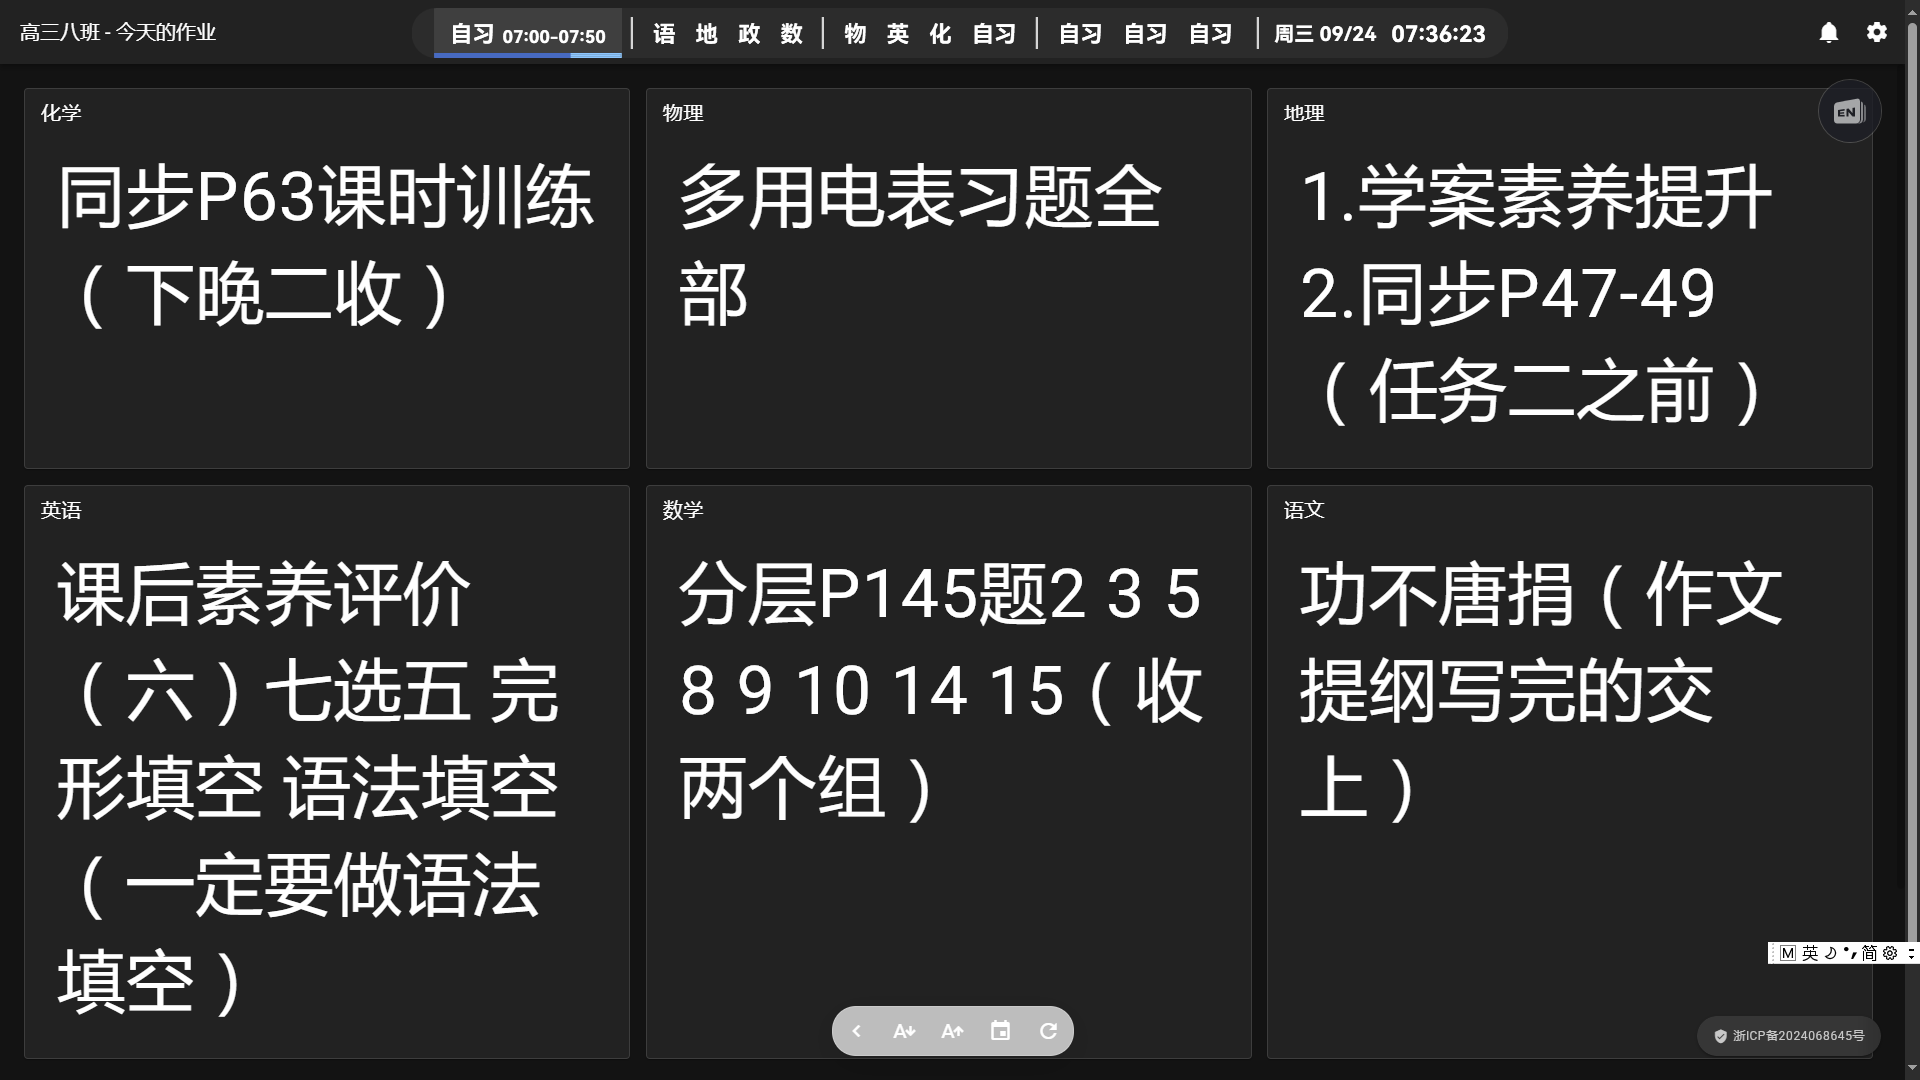 高三八班 - 今天的作业
自习 07:00-07:50 | 语 地 政 数 | 物 英 化 自习 | 自习 自习 自习 | 周三 09/24 07:36:23
EN
化学
同步P63课时训练
（下晚二收）
物理
多用电表习题全
部
地理
1.学案素养提升
2.同步P47-49
（任务二之前）
英语
课后素养评价
（六）七选五 完
形填空 语法填空
（一定要做语法
填空）
数学
分层P145题2 3 5
8 9 10 14 15（收
两个组）
语文
功不唐捐（作文
提纲写完的交
上）
M 英 简
A A
浙ICP备2024068645号